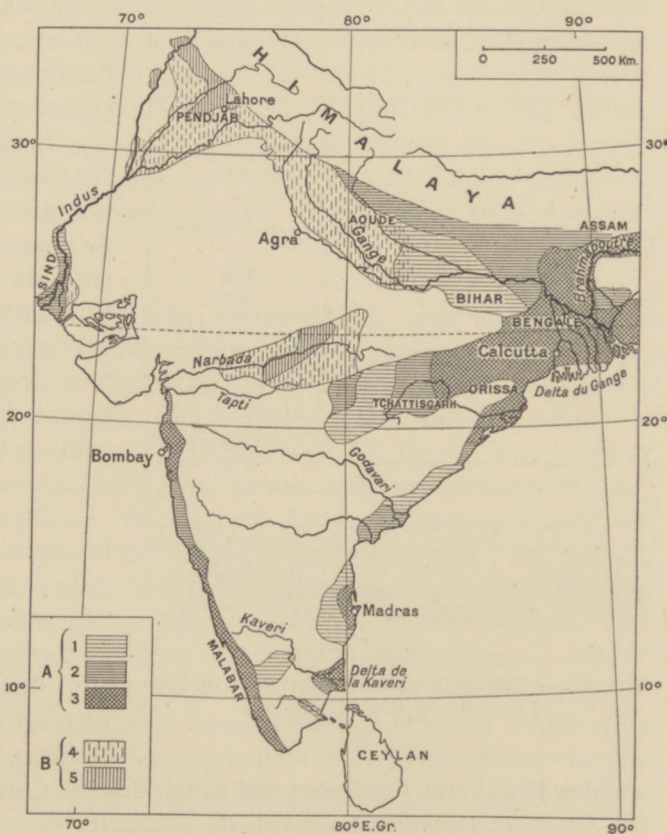 70°
80°
90°
0 250 500 Km.
HIMALAYA
Lahore
PENDJAB
30°
30°
Indus
AOUDE
Gange
ASSAM
Agra
SIND
Brahmapoutre
BIHAR
BENGALE
Narbada
Calcutta
Tapti
ORISSA
Delta du Gange
TCHATTISGARH
20°
20°
Bombay
Godavari
Madras
Kaveri
A
1
2
3
MALABAR
Delta de
la Kaveri
10°
10°
B
4
5
CEYLAN
70°
80° E.Gr.
90°